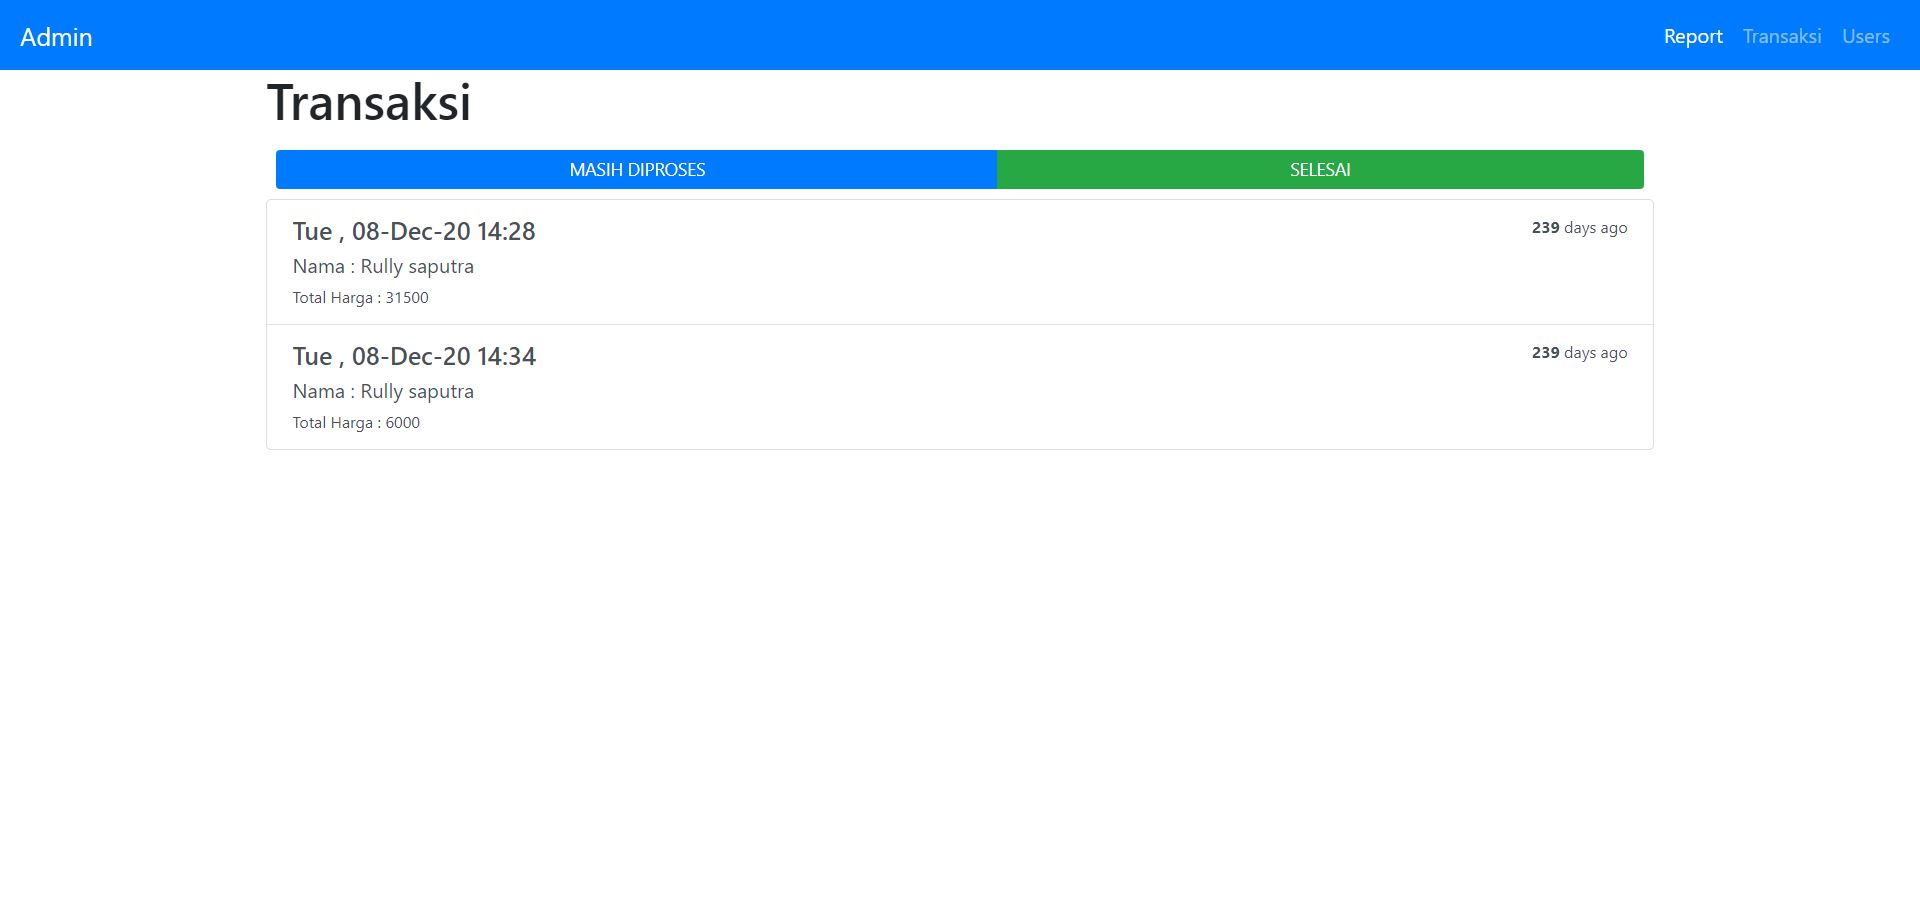 Admin
Report Transaksi Users
Transaksi
MASIH DIPROSES SELESAI
Tue , 08-Dec-20 14:28
239 days ago
Nama : Rully saputra
Total Harga : 31500
Tue , 08-Dec-20 14:34
239 days ago
Nama : Rully saputra
Total Harga : 6000